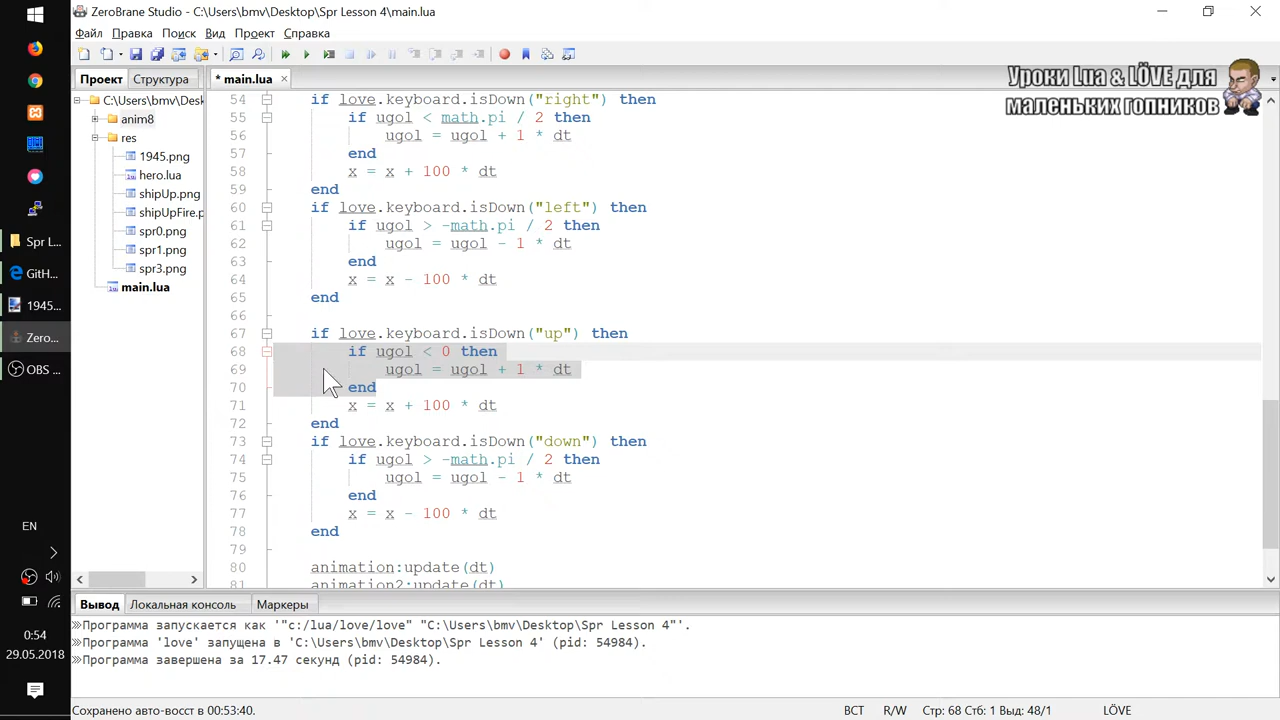 ZeroBrane Studio - C:\Users\bmv\Desktop\Spr Lesson 4\main.lua
Файл Правка Поиск Вид Проект Справка
Проект Структура * main.lua
Уроки Lua & LÖVE для
маленьких гопников
C:\Users\bmv\Desk
anim8
res
1945.png
hero.lua
shipUp.png
shipUpFire.p
spr0.png
spr1.png
spr3.png
main.lua
54 if love.keyboard.isDown("right") then
55 if ugol < math.pi / 2 then
56 ugol = ugol + 1 * dt
57 end
58 x = x + 100 * dt
59 end
60 if love.keyboard.isDown("left") then
61 if ugol > -math.pi / 2 then
62 ugol = ugol - 1 * dt
63 end
64 x = x - 100 * dt
65 end
66
67 if love.keyboard.isDown("up") then
68 if ugol < 0 then
69 ugol = ugol + 1 * dt
70 end
71 x = x + 100 * dt
72 end
73 if love.keyboard.isDown("down") then
74 if ugol > -math.pi / 2 then
75 ugol = ugol - 1 * dt
76 end
77 x = x - 100 * dt
78 end
79
80 animation:update(dt)
81 animation2:update(dt)
Spr L...
GitH...
1945...
Zero...
OBS ...
EN
0:54
29.05.2018
Вывод Локальная консоль Маркеры
Программа запускается как '"c:/lua/love/love" "C:\Users\bmv\Desktop\Spr Lesson 4"'.
Программа 'love' запущена в 'C:\Users\bmv\Desktop\Spr Lesson 4' (pid: 54984).
Программа завершена за 17.47 секунд (pid: 54984).
Сохранено авто-восст в 00:53:40. ВСТ R/W Стр: 68 Стб: 1 Выд: 48/1 LÖVE